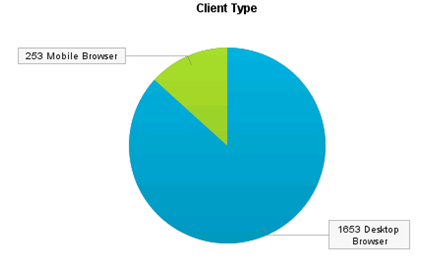 Client Type
253 Mobile Browser
1653 Desktop
Browser